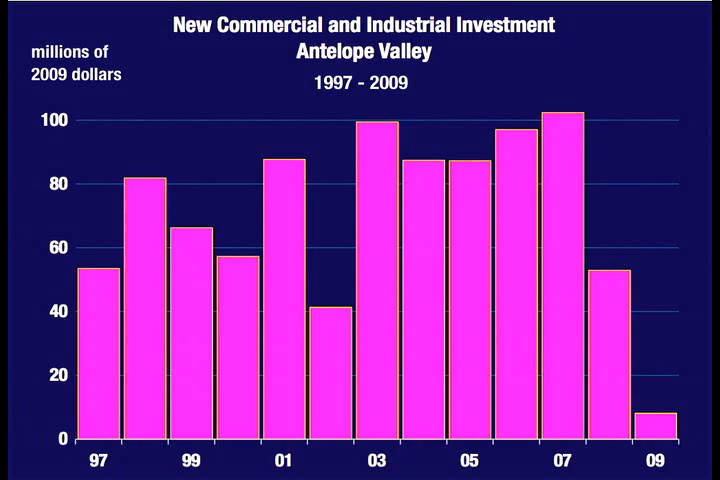 New Commercial and Industrial Investment
Antelope Valley
1997 - 2009
millions of
2009 dollars
100
80
60
40
20
0
97 99 01 03 05 07 09